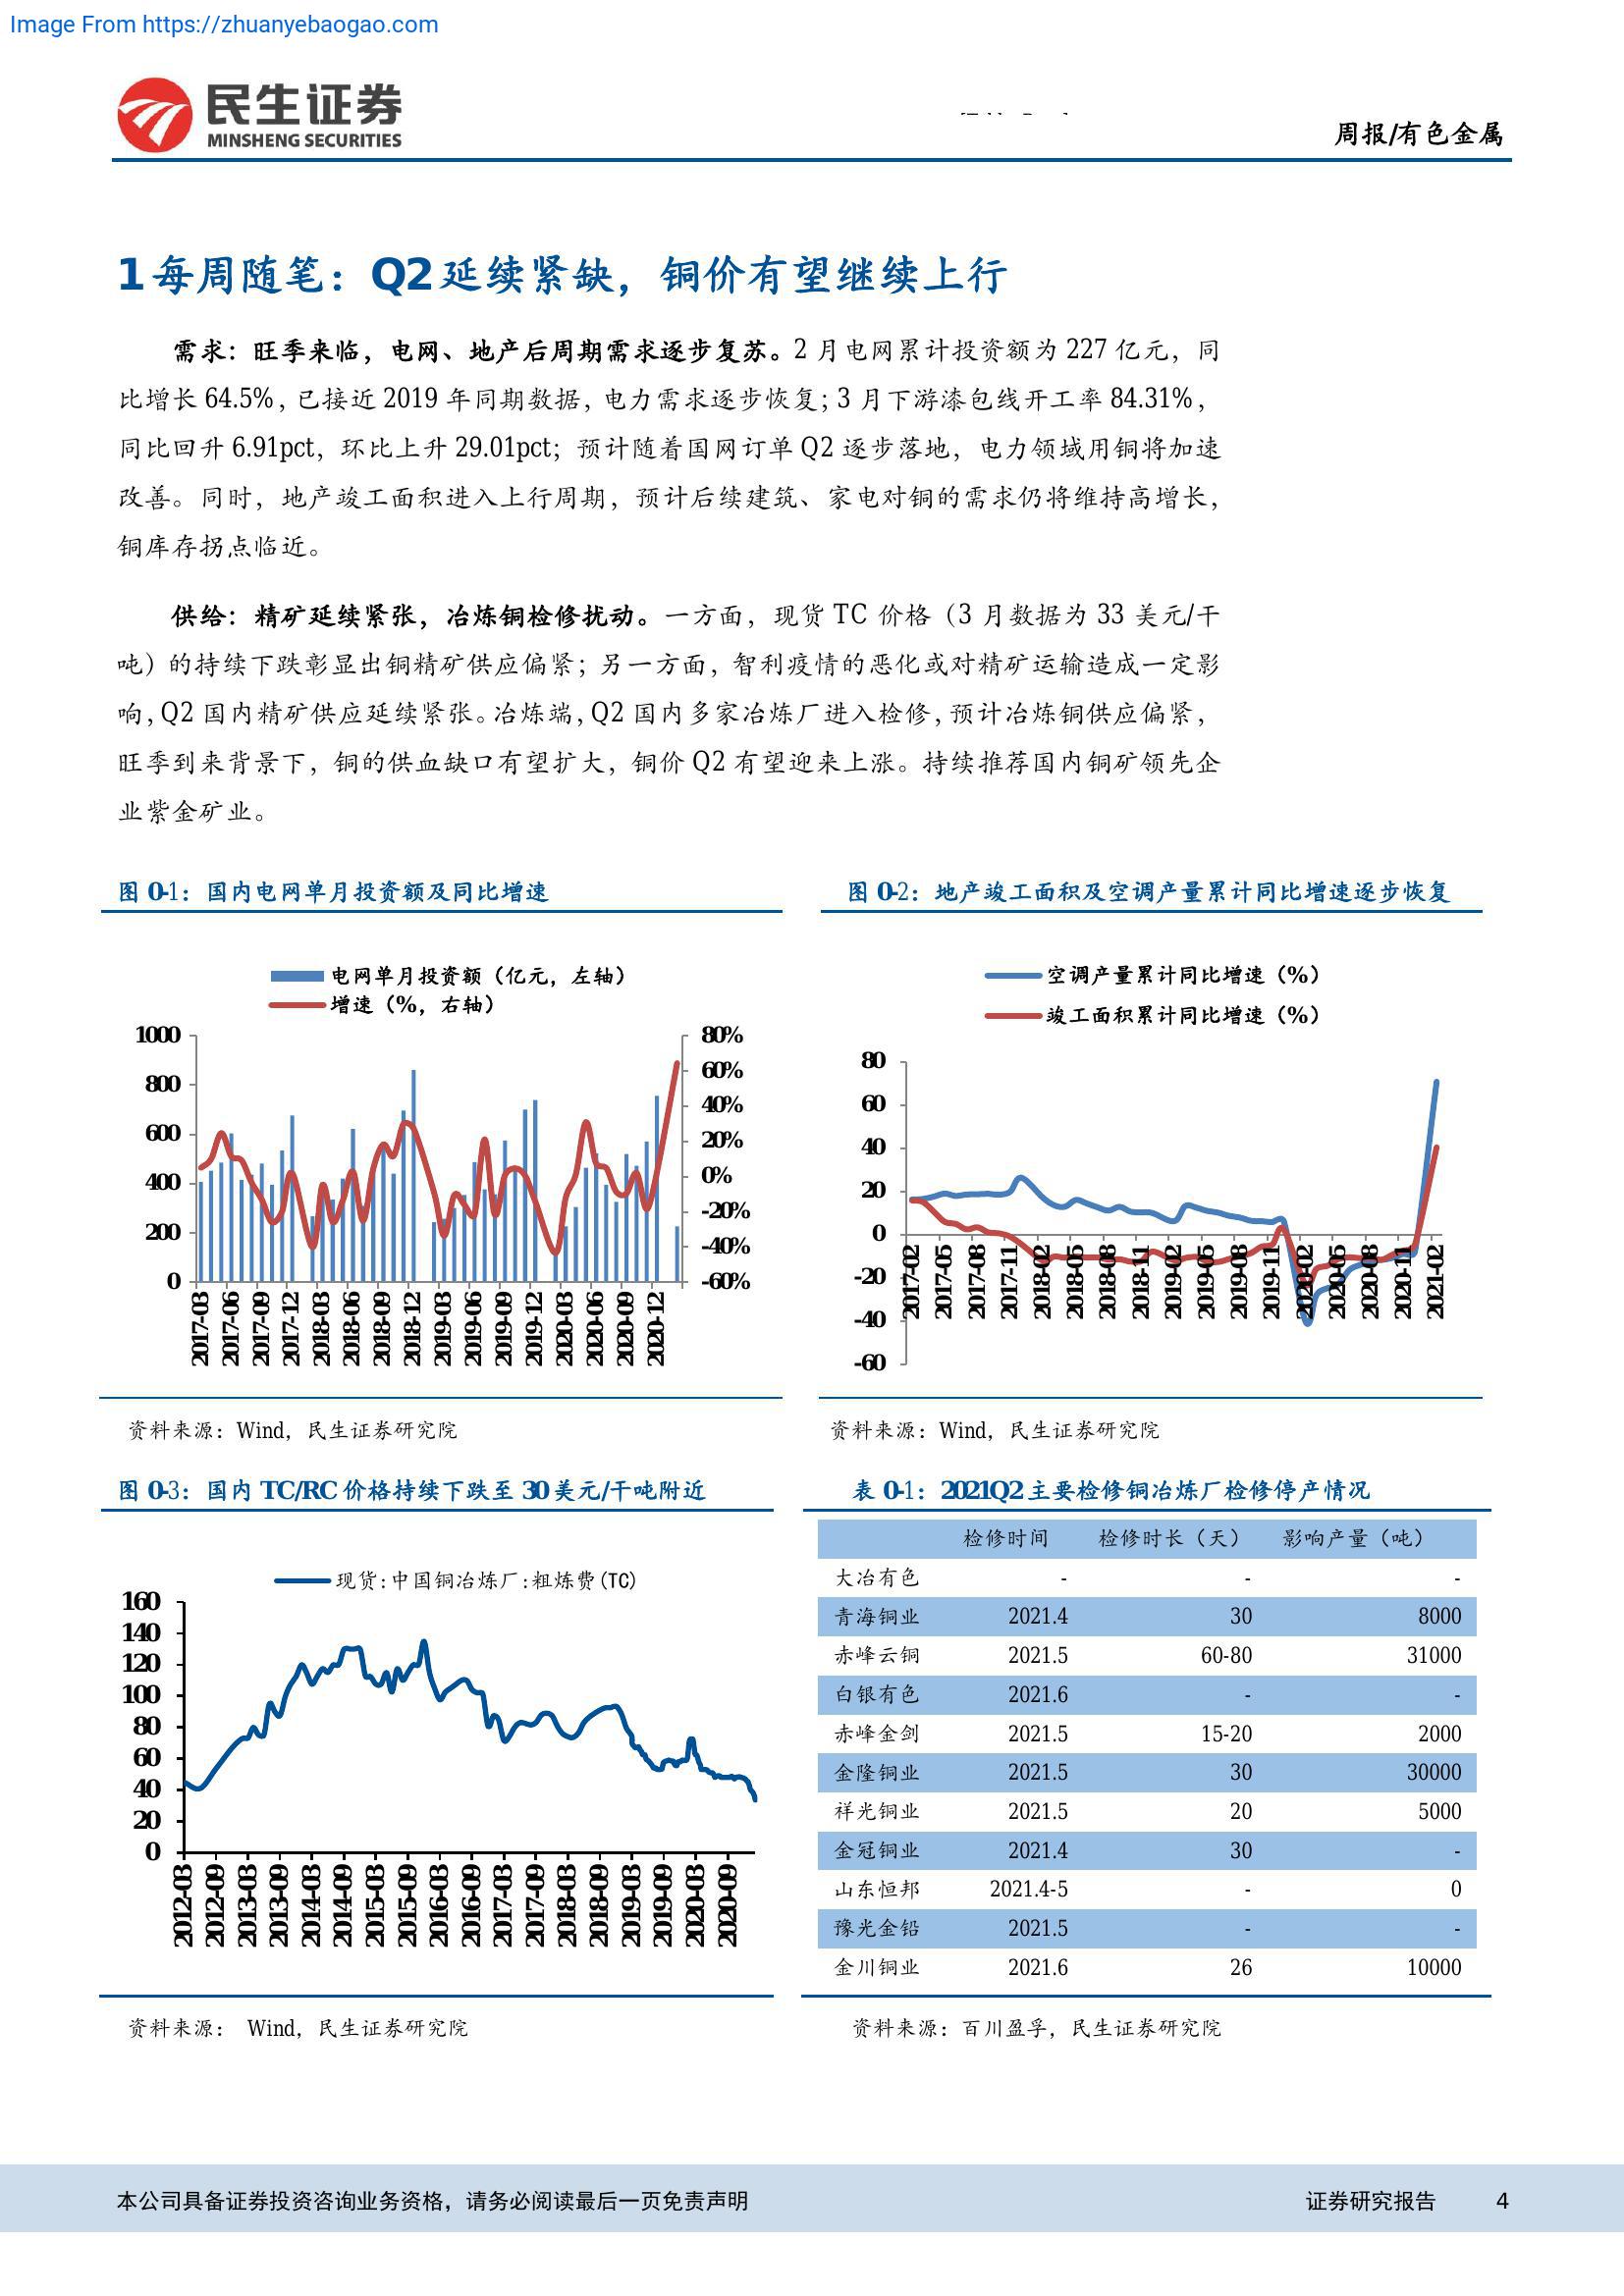 Image From https://zhuanyebaogao.com
民生证券
MINSHENG SECURITIES
周报/有色金属
1 每周随笔：Q2 延续紧缺，铜价有望继续上行
需求：旺季来临，电网、地产后周期需求逐步复苏。2 月电网累计投资额为 227 亿元，同
比增长 64.5%，已接近 2019 年同期数据，电力需求逐步恢复；3 月下游漆包线开工率 84.31%，
同比回升 6.91pct，环比上升 29.01pct；预计随着国网订单 Q2 逐步落地，电力领域用铜将加速
改善。同时，地产竣工面积进入上行周期，预计后续建筑、家电对铜的需求仍将维持高增长，
铜库存拐点临近。
供给：精矿延续紧张，冶炼铜检修扰动。一方面，现货 TC 价格（3 月数据为 33 美元/干
吨）的持续下跌彰显出铜精矿供应偏紧；另一方面，智利疫情的恶化或对精矿运输造成一定影
响，Q2 国内精矿供应延续紧张。冶炼端，Q2 国内多家冶炼厂进入检修，预计冶炼铜供应偏紧，
旺季到来背景下，铜的供血缺口有望扩大，铜价 Q2 有望迎来上涨。持续推荐国内铜矿领先企
业紫金矿业。
图 0-1：国内电网单月投资额及同比增速
电网单月投资额（亿元，左轴）
增速（%，右轴）
1000
800
600
400
200
0
80%
60%
40%
20%
0%
-20%
-40%
-60%
2017-03
2017-06
2017-09
2017-12
2018-03
2018-06
2018-09
2018-12
2019-03
2019-06
2019-09
2019-12
2020-03
2020-06
2020-09
2020-12
资料来源：Wind，民生证券研究院
图 0-2：地产竣工面积及空调产量累计同比增速逐步恢复
空调产量累计同比增速（%）
竣工面积累计同比增速（%）
80
60
40
20
0
-20
-40
-60
2017-02
2017-05
2017-08
2017-11
2018-02
2018-05
2018-08
2018-11
2019-02
2019-05
2019-08
2019-11
2020-02
2020-05
2020-08
2020-11
2021-02
资料来源：Wind，民生证券研究院
图 0-3：国内 TC/RC 价格持续下跌至 30 美元/干吨附近
现货:中国铜冶炼厂:粗炼费(TC)
160
140
120
100
80
60
40
20
0
2012-03
2012-09
2013-03
2013-09
2014-03
2014-09
2015-03
2015-09
2016-03
2016-09
2017-03
2017-09
2018-03
2018-09
2019-03
2019-09
2020-03
2020-09
资料来源： Wind，民生证券研究院
表 0-1：2021Q2 主要检修铜冶炼厂检修停产情况
检修时间 检修时长（天） 影响产量（吨）
大冶有色 - - -
青海铜业 2021.4 30 8000
赤峰云铜 2021.5 60-80 31000
白银有色 2021.6 - -
赤峰金剑 2021.5 15-20 2000
金隆铜业 2021.5 30 30000
祥光铜业 2021.5 20 5000
金冠铜业 2021.4 30 -
山东恒邦 2021.4-5 - 0
豫光金铅 2021.5 - -
金川铜业 2021.6 26 10000
资料来源：百川盈孚，民生证券研究院
本公司具备证券投资咨询业务资格，请务必阅读最后一页免责声明
证券研究报告 4